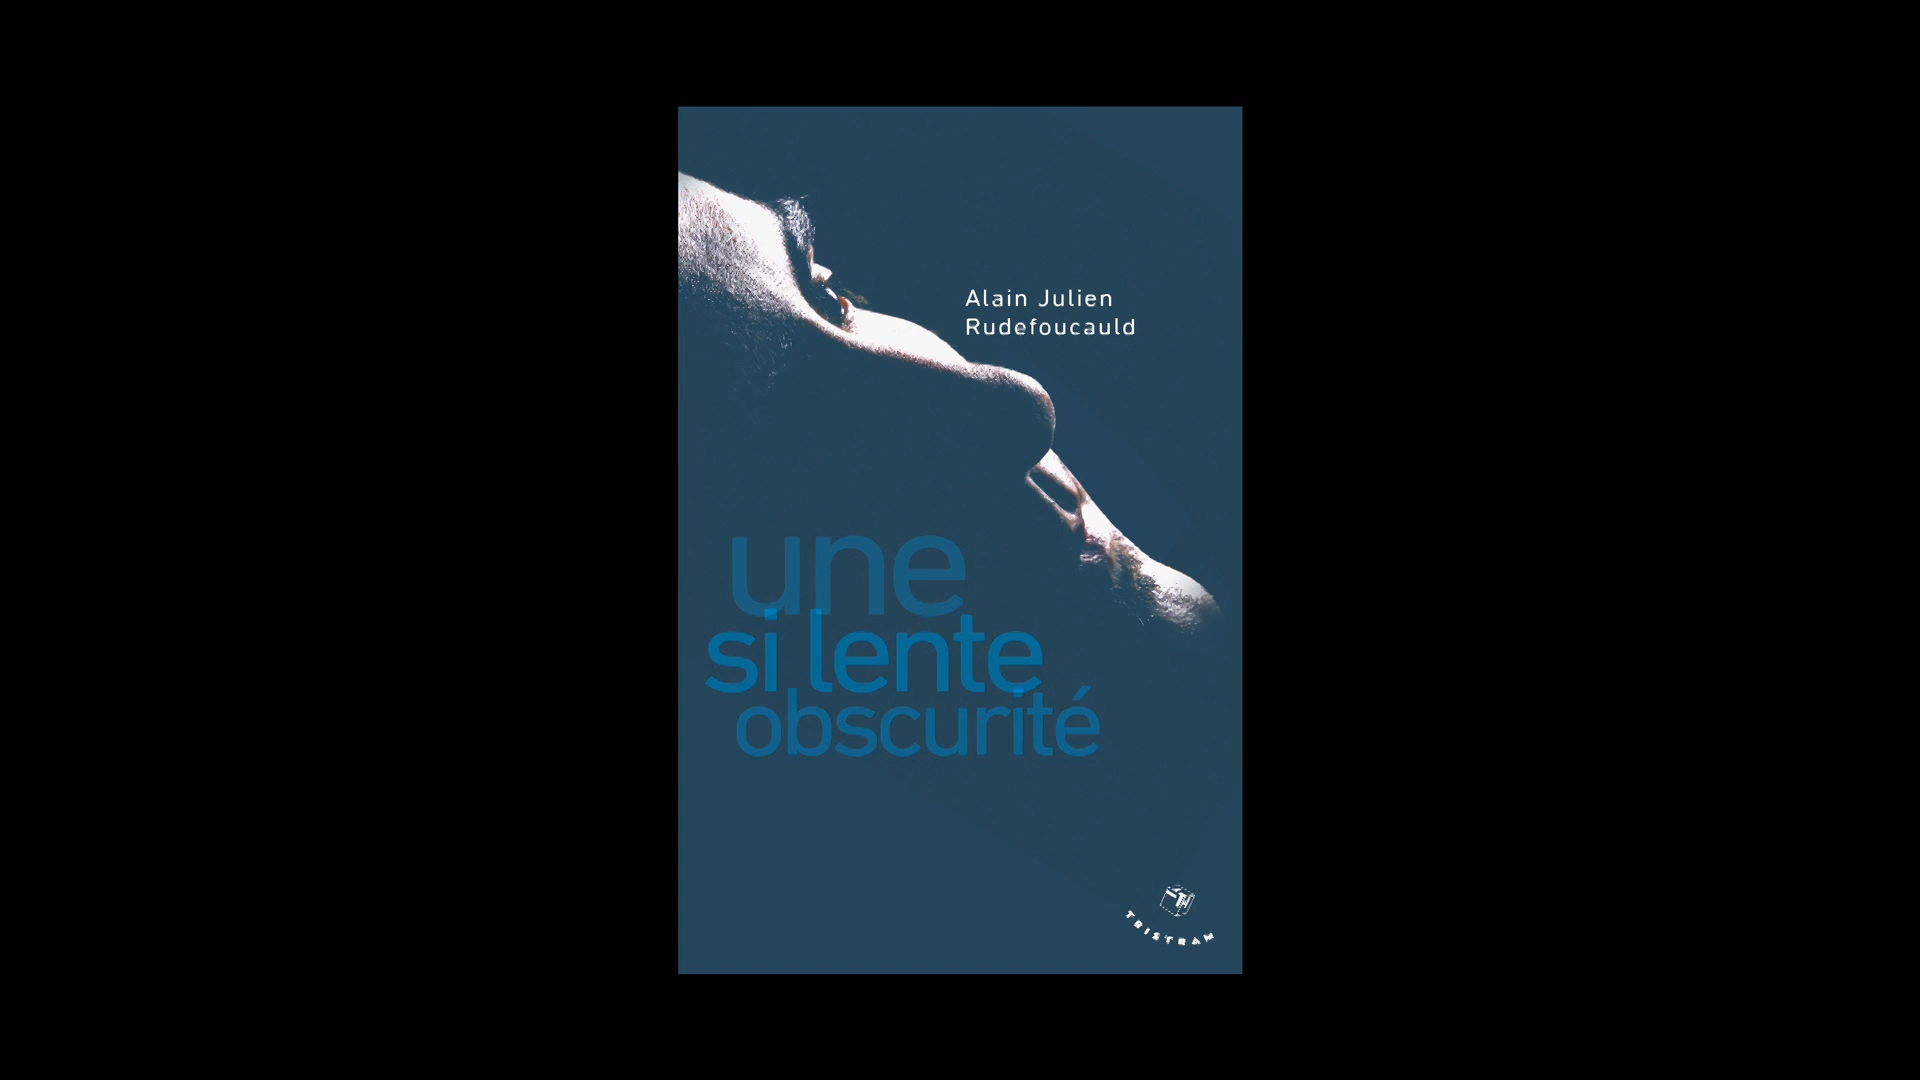 Alain Julien
Rudefoucauld
une
si lente
obscurité
TRISTRAM